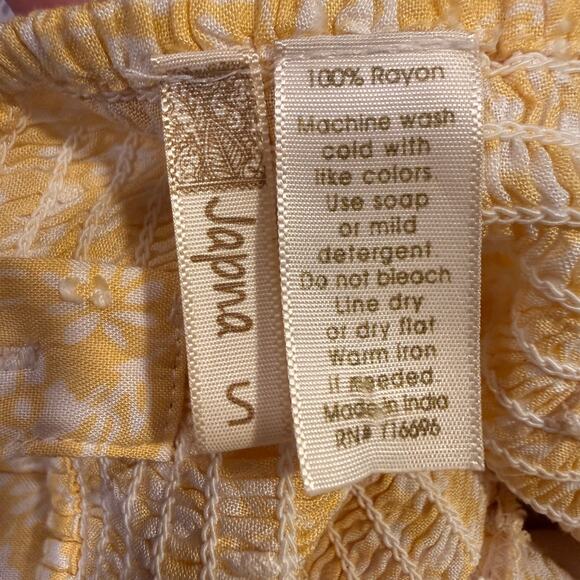 Japna
S
100% Rayon
Machine wash
cold with
like colors.
Use soap
or mild
detergent.
Do not bleach
Line dry
or dry flat
Warm iron
if needed.
Made in India
RN# 116696